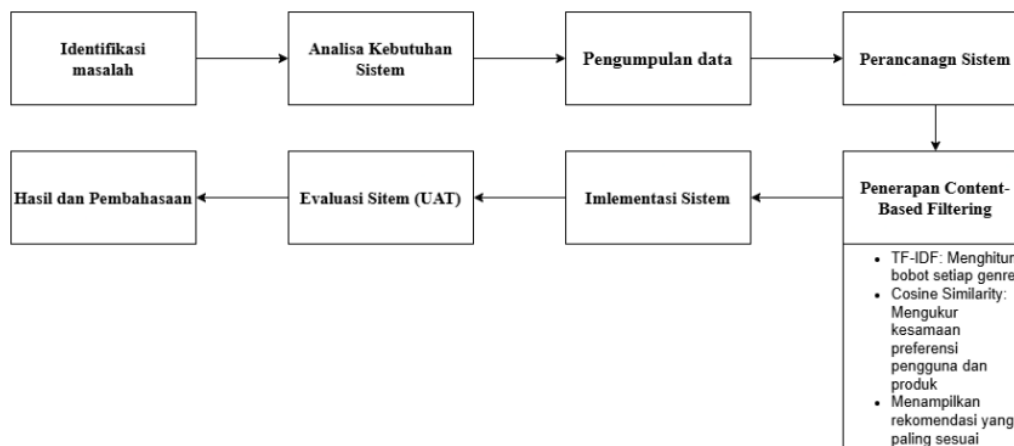 Identifikasi
masalah
Analisa Kebutuhan
Sistem
Pengumpulan data
Perancanagn Sistem
Penerapan Content-
Based Filtering
Imlementasi Sistem
Evaluasi Sitem (UAT)
Hasil dan Pembahasaan
• TF-IDF: Menghitun
bobot setiap genre
• Cosine Similarity:
Mengukur
kesamaan
preferensi
pengguna dan
produk
• Menampilkan
rekomendasi yang
paling sesuai